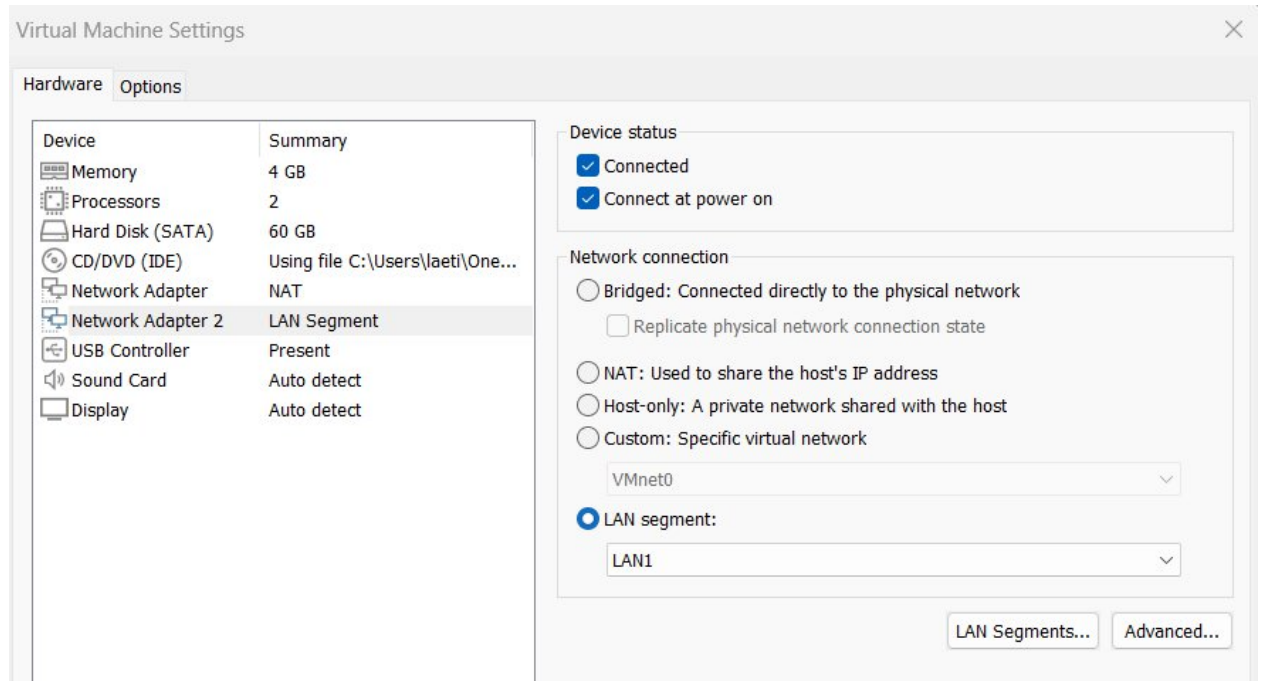 Virtual Machine Settings
Hardware Options
Device Summary
Memory 4 GB
Processors 2
Hard Disk (SATA) 60 GB
CD/DVD (IDE) Using file C:\Users\laeti\One...
Network Adapter NAT
Network Adapter 2 LAN Segment
USB Controller Present
Sound Card Auto detect
Display Auto detect
Device status
Connected
Connect at power on
Network connection
Bridged: Connected directly to the physical network
Replicate physical network connection state
NAT: Used to share the host's IP address
Host-only: A private network shared with the host
Custom: Specific virtual network
VMnet0
LAN segment:
LAN1
LAN Segments... Advanced...